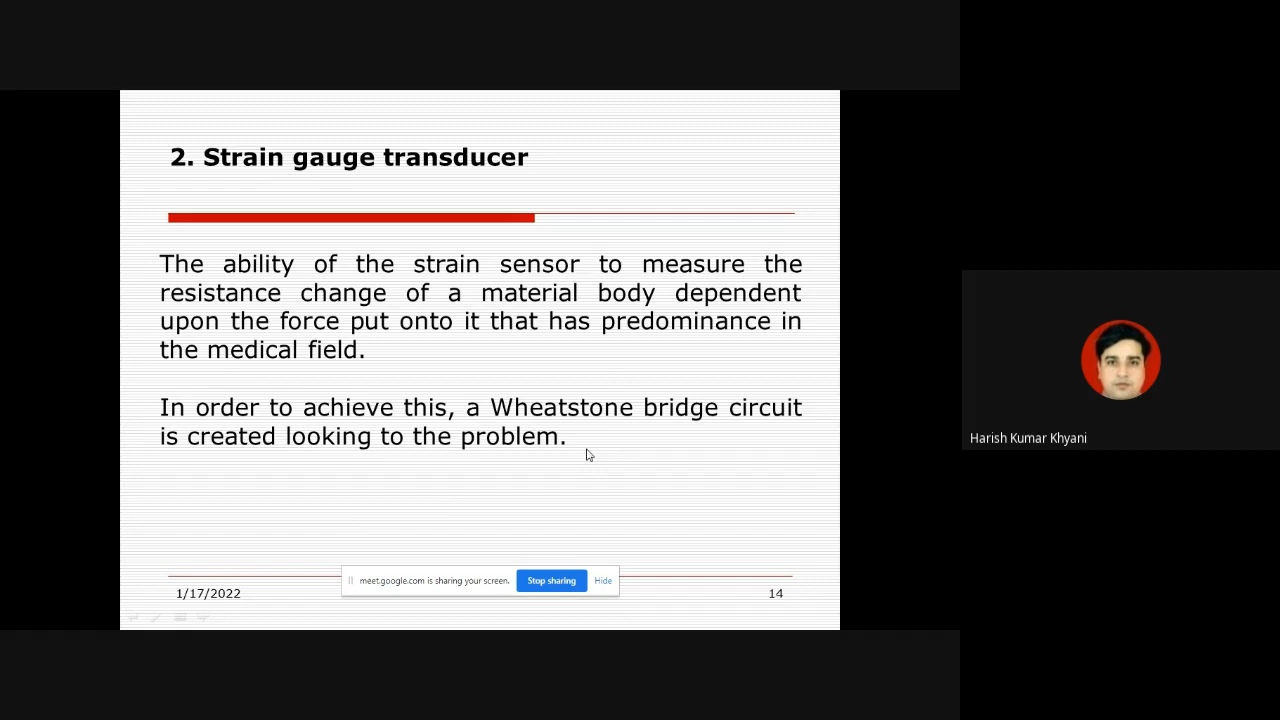 2. Strain gauge transducer
The ability of the strain sensor to measure the
resistance change of a material body dependent
upon the force put onto it that has predominance in
the medical field.
In order to achieve this, a Wheatstone bridge circuit
is created looking to the problem.
meet.google.com is sharing your screen. Stop sharing Hide
1/17/2022 14
Harish Kumar Khyani